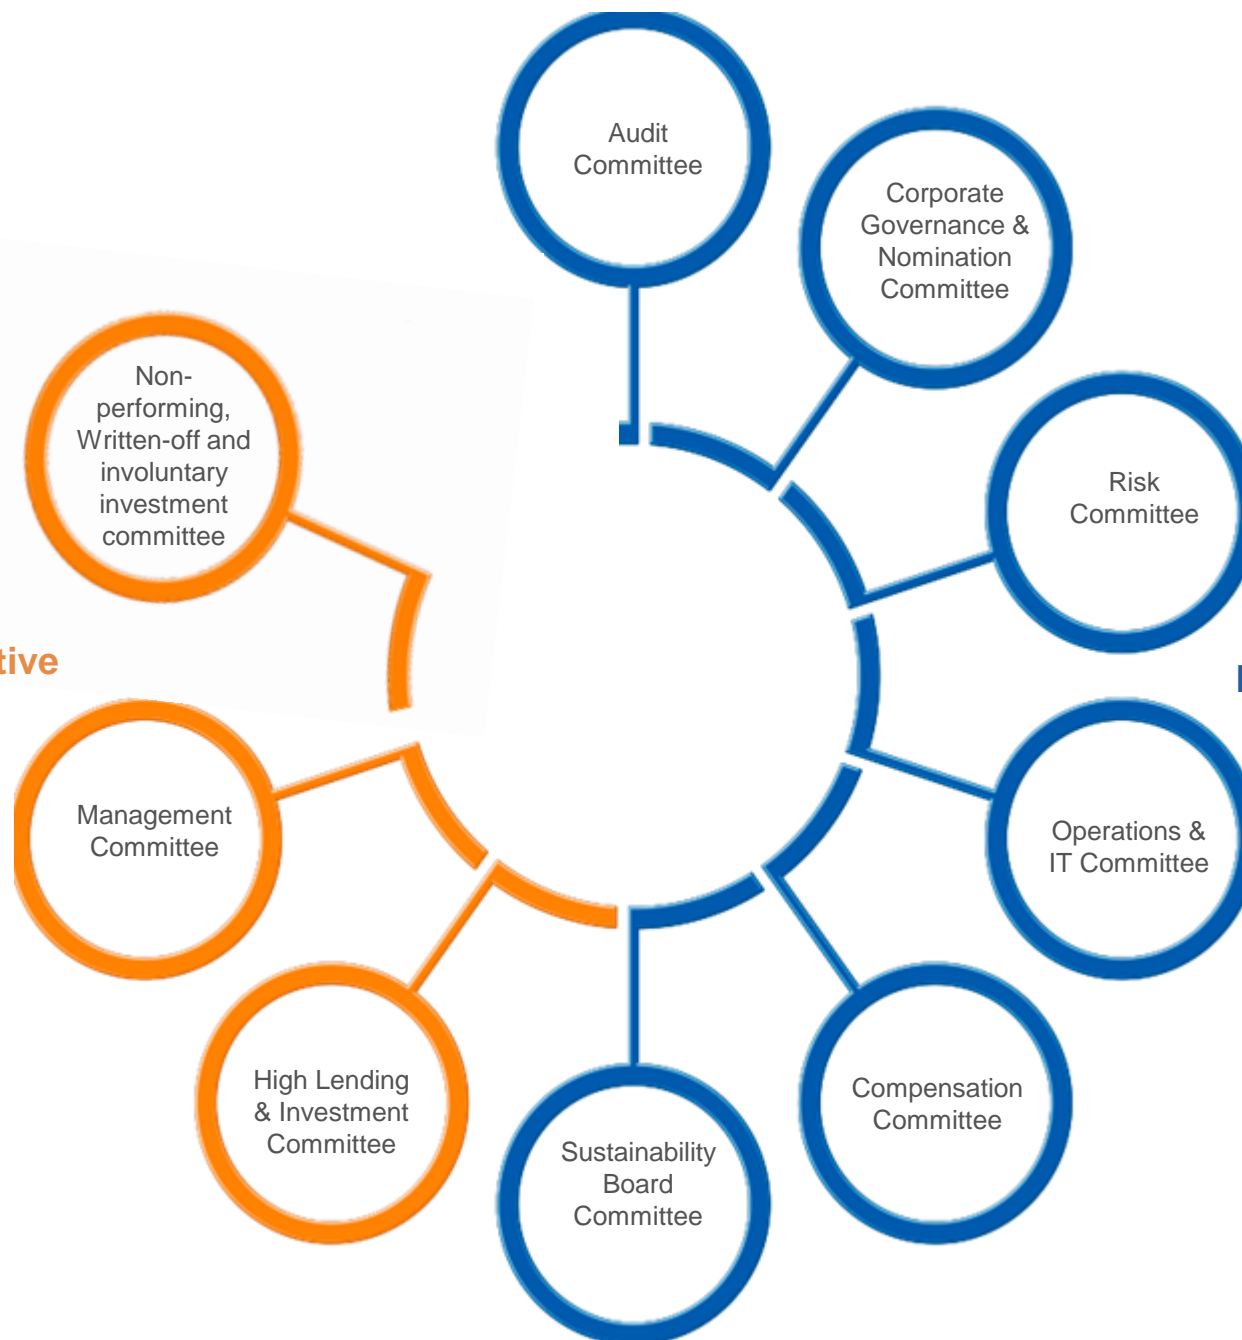 Audit
Committee
Corporate
Governance &
Nomination
Committee
Risk
Committee
Operations &
IT Committee
Compensation
Committee
Sustainability
Board
Committee
High Lending
& Investment
Committee
Management
Committee
Non-
performing,
Written-off and
involuntary
investment
committee
tive